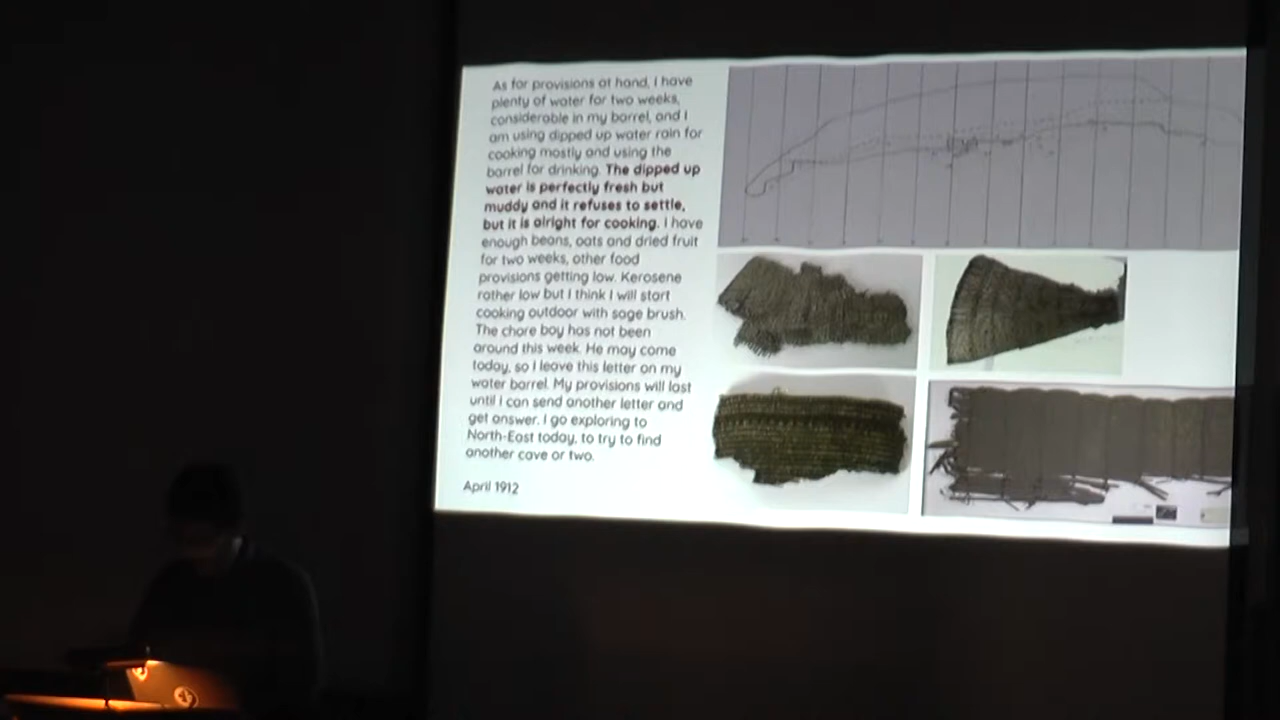 As for provisions at hand, I have
plenty of water for two weeks,
considerable in my barrel, and I
am using dipped up water rain for
cooking mostly and using the
barrel for drinking. The dipped up
water is perfectly fresh but
muddy and it refuses to settle,
but it is alright for cooking. I have
enough beans, oats and dried fruit
for two weeks, other food
provisions getting low. Kerosene
rather low but I think I will start
cooking outdoor with sage brush.
The chore boy has not been
around this week. He may come
today, so I leave this letter on my
water barrel. My provisions will last
until I can send another letter and
get answer. I go exploring to
North-East today, to try to find
another cave or two.
April 1912